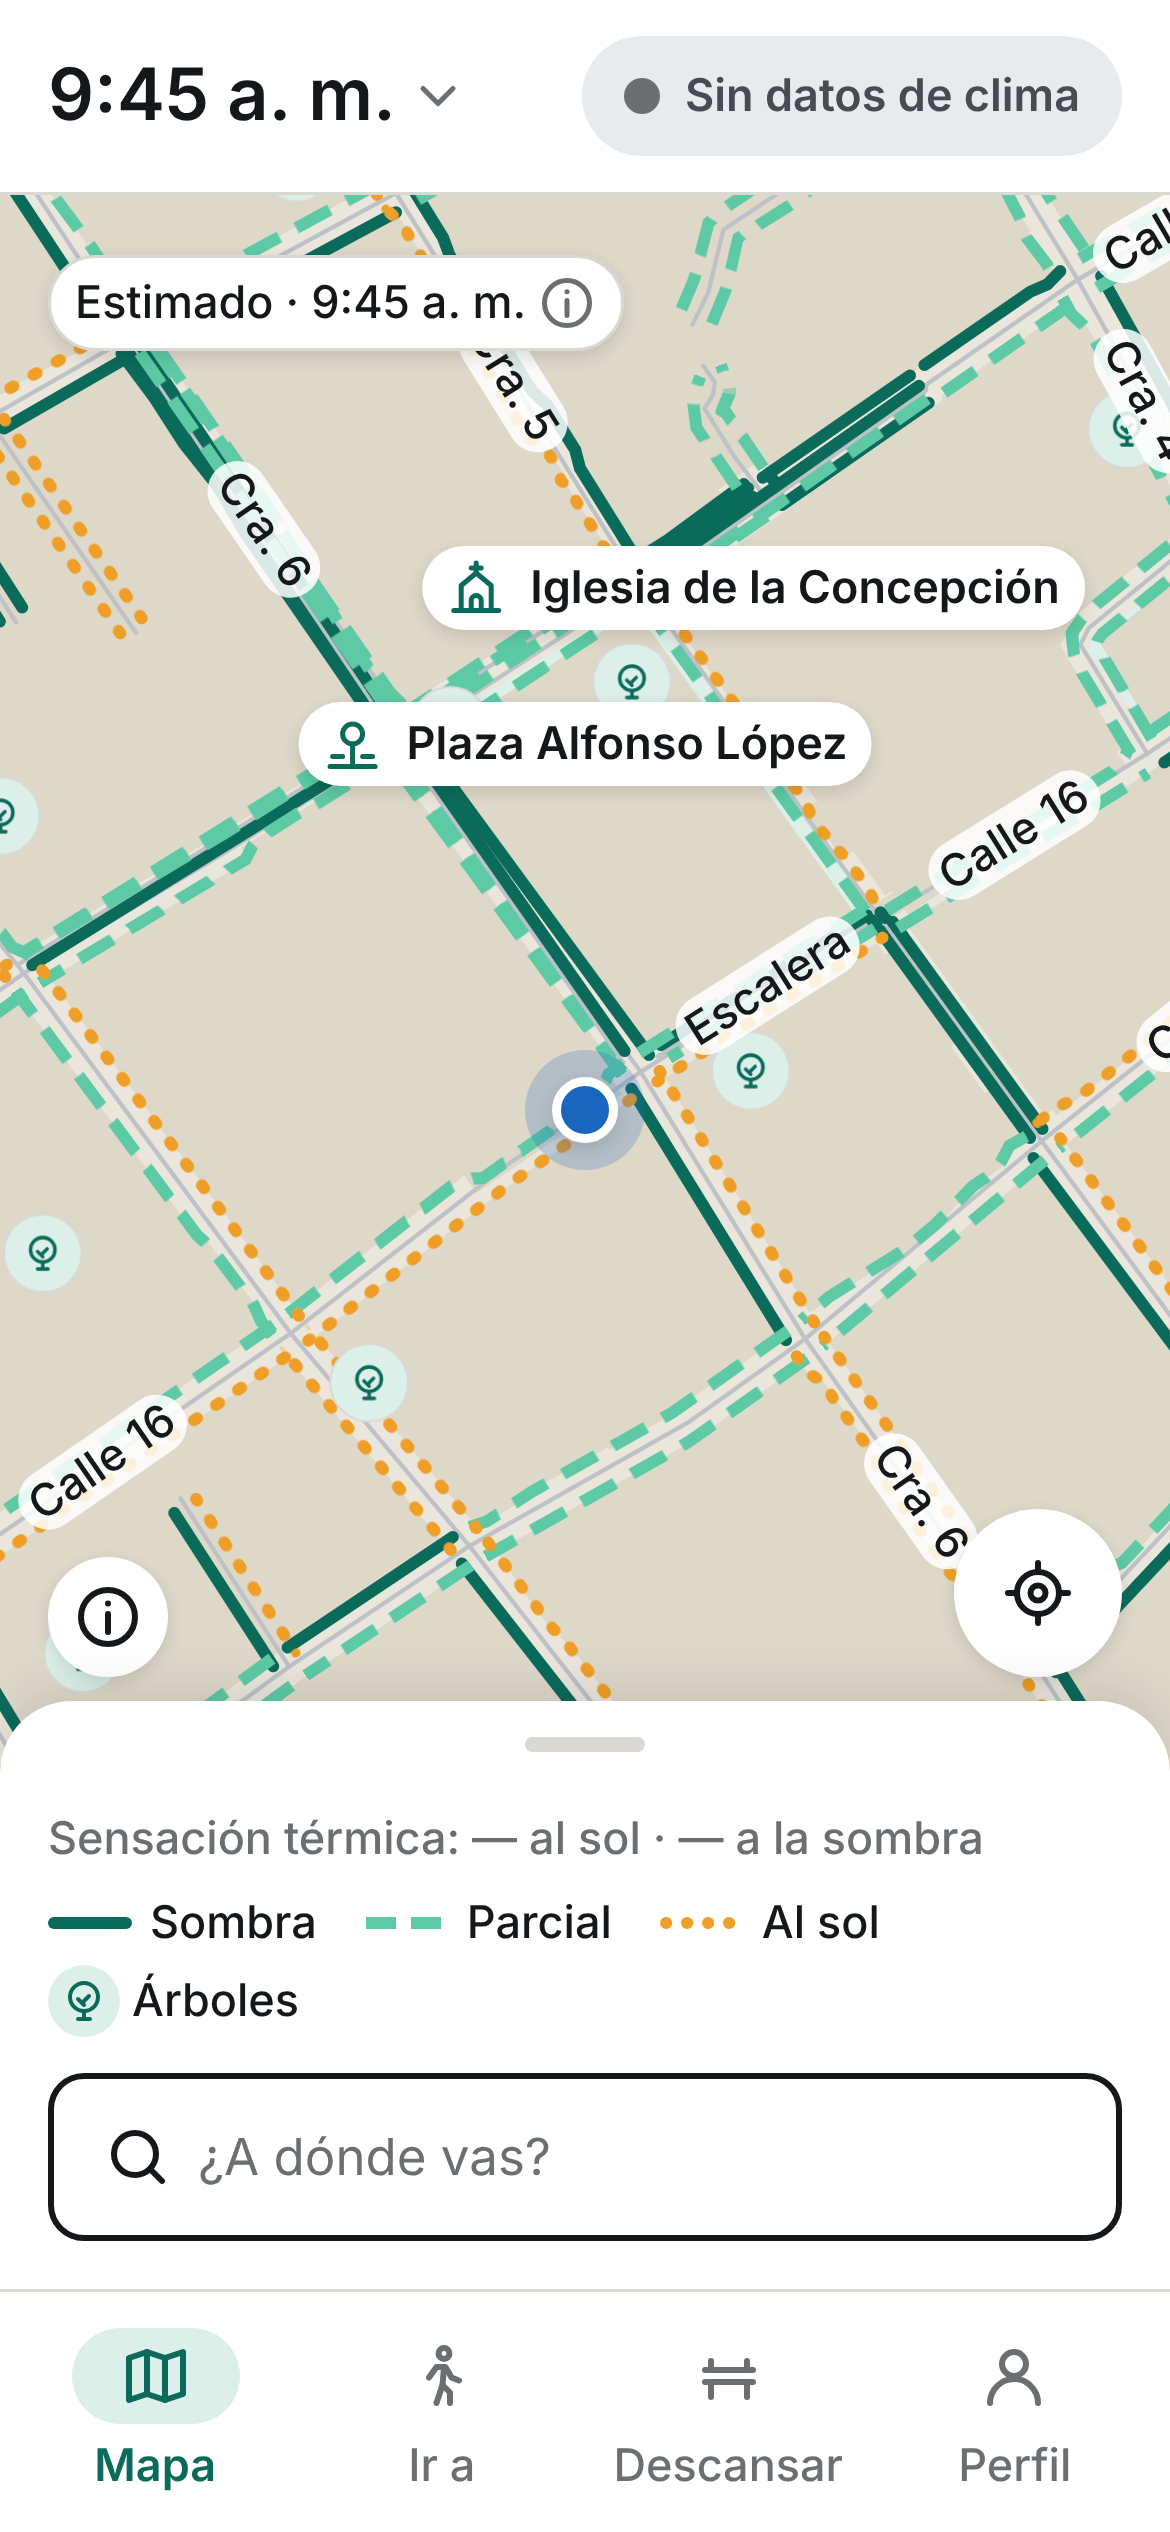 9:45 a. m.
Sin datos de clima
Estimado · 9:45 a. m.
Cra. 5
Cra. 4
Cra. 6
Iglesia de la Concepción
Plaza Alfonso López
Calle 16
Escalera
Calle 16
Cra. 6
Sensación térmica: — al sol · — a la sombra
Sombra
Parcial
Al sol
Árboles
¿A dónde vas?
Mapa
Ir a
Descansar
Perfil